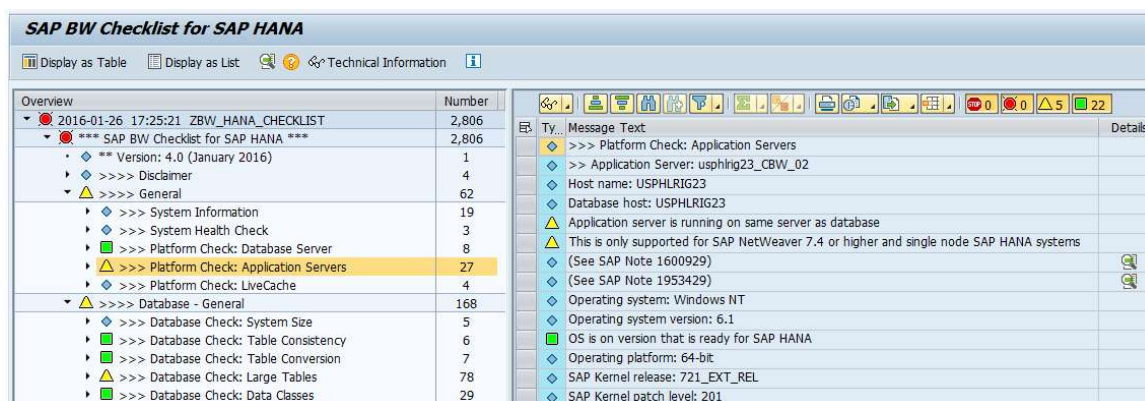 SAP BW Checklist for SAP HANA
Display as Table Display as List Technical Information
Overview Number
2016-01-26 17:25:21 ZBW_HANA_CHECKLIST 2,806
*** SAP BW Checklist for SAP HANA *** 2,806
** Version: 4.0 (January 2016) 1
>>>> Disclaimer 4
>>>> General 62
>>> System Information 19
>>> System Health Check 3
>>> Platform Check: Database Server 8
>>> Platform Check: Application Servers 27
>>> Platform Check: LiveCache 4
>>>> Database - General 168
>>> Database Check: System Size 5
>>> Database Check: Table Consistency 6
>>> Database Check: Table Conversion 7
>>> Database Check: Large Tables 78
>>> Database Check: Data Classes 29
STOP 0 0 5 22
Ty... Message Text Details
>>> Platform Check: Application Servers
>> Application Server: usphlrig23_CBW_02
Host name: USPHLRIG23
Database host: USPHLRIG23
Application server is running on same server as database
This is only supported for SAP NetWeaver 7.4 or higher and single node SAP HANA systems
(See SAP Note 1600929)
(See SAP Note 1953429)
Operating system: Windows NT
Operating system version: 6.1
OS is on version that is ready for SAP HANA
Operating platform: 64-bit
SAP Kernel release: 721_EXT_REL
SAP Kernel patch level: 201